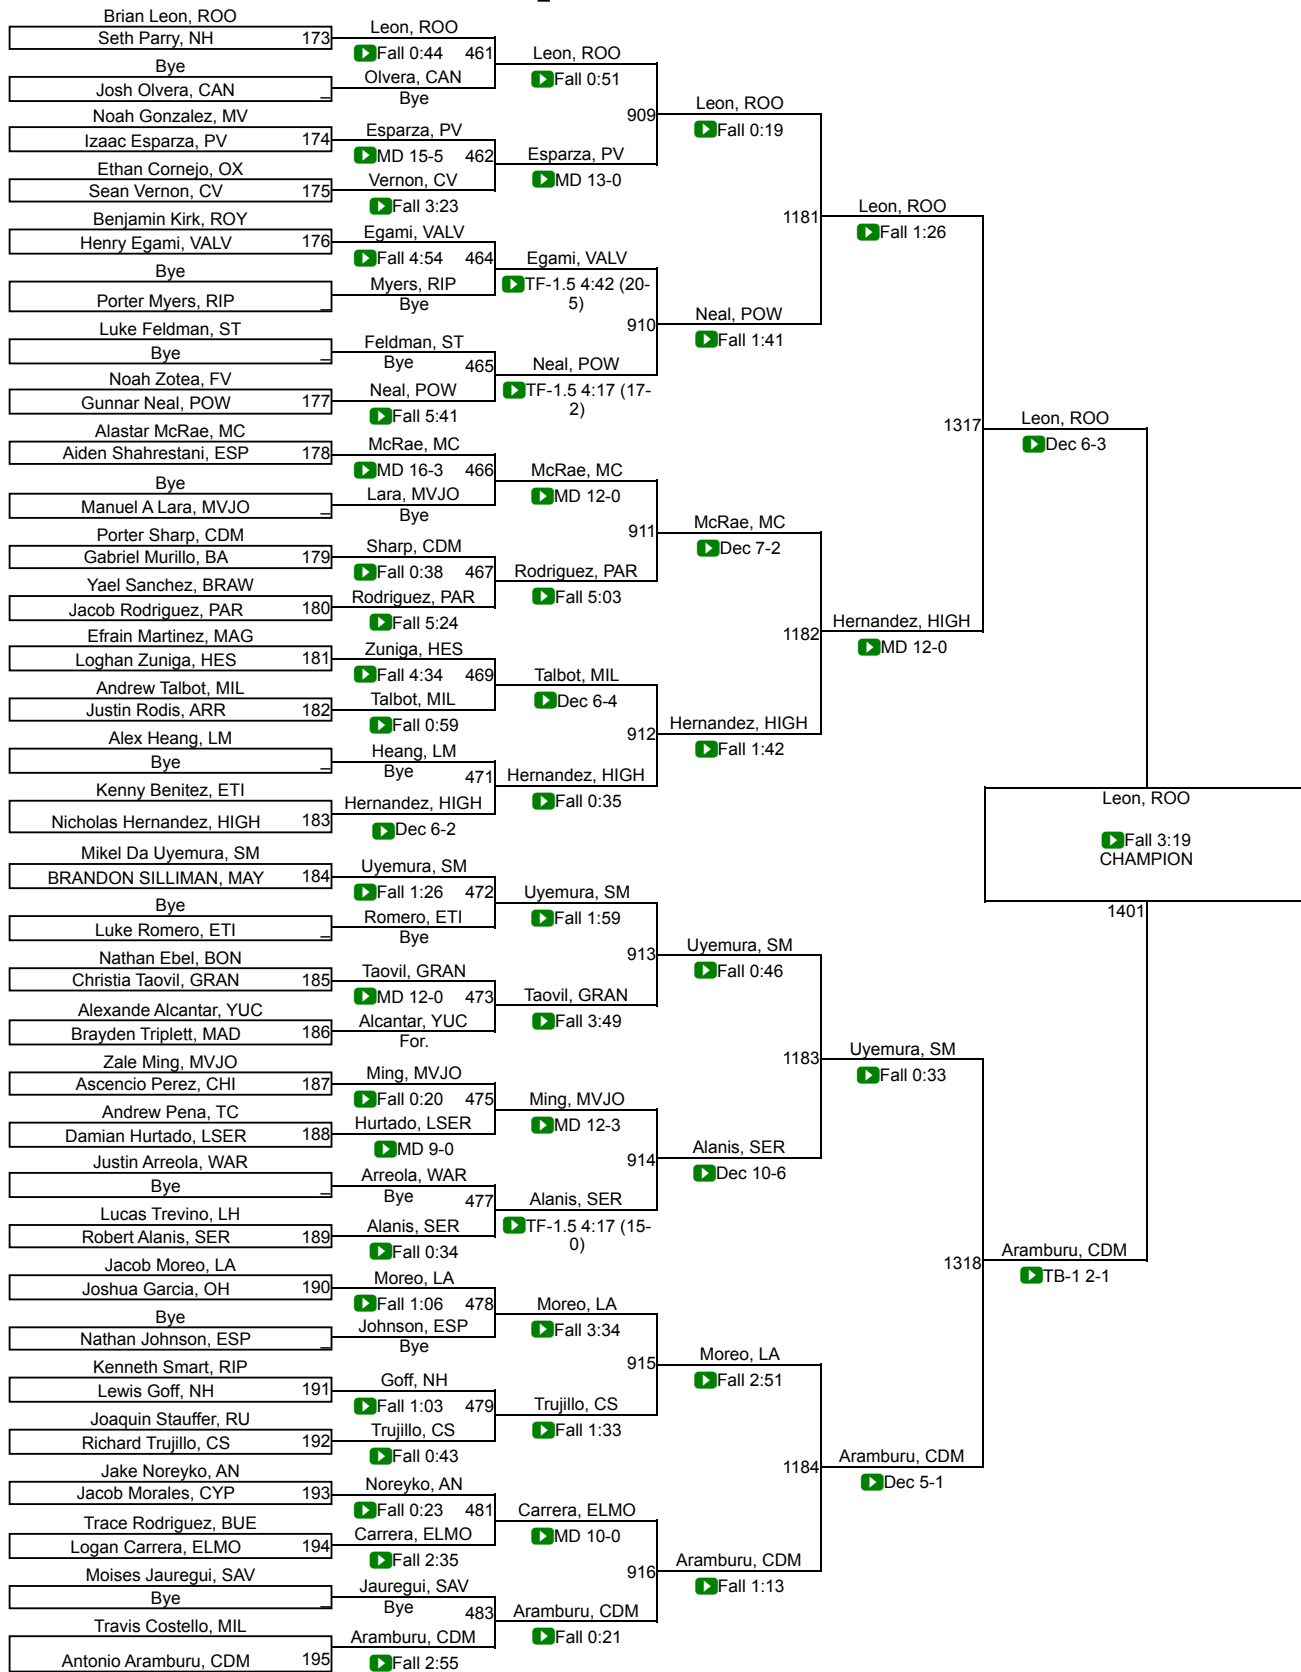 Brian Leon, ROO
Seth Parry, NH 173
Bye
Josh Olvera, CAN _
Noah Gonzalez, MV
Izaac Esparza, PV 174
Ethan Cornejo, OX
Sean Vernon, CV 175
Benjamin Kirk, ROY
Henry Egami, VALV 176
Bye
Porter Myers, RIP _
Luke Feldman, ST
Bye _
Noah Zotea, FV
Gunnar Neal, POW 177
Alastar McRae, MC
Aiden Shahrestani, ESP 178
Bye
Manuel A Lara, MVJO _
Porter Sharp, CDM
Gabriel Murillo, BA 179
Yael Sanchez, BRAW
Jacob Rodriguez, PAR 180
Efrain Martinez, MAG
Loghan Zuniga, HES 181
Andrew Talbot, MIL
Justin Rodis, ARR 182
Alex Heang, LM
Bye _
Kenny Benitez, ETI
Nicholas Hernandez, HIGH 183
Mikel Da Uyemura, SM
BRANDON SILLIMAN, MAY 184
Bye
Luke Romero, ETI _
Nathan Ebel, BON
Christia Taovil, GRAN 185
Alexande Alcantar, YUC
Brayden Triplett, MAD 186
Zale Ming, MVJO
Ascencio Perez, CHI 187
Andrew Pena, TC
Damian Hurtado, LSER 188
Justin Arreola, WAR
Bye _
Lucas Trevino, LH
Robert Alanis, SER 189
Jacob Moreo, LA
Joshua Garcia, OH 190
Bye
Nathan Johnson, ESP _
Kenneth Smart, RIP
Lewis Goff, NH 191
Joaquin Stauffer, RU
Richard Trujillo, CS 192
Jake Noreyko, AN
Jacob Morales, CYP 193
Trace Rodriguez, BUE
Logan Carrera, ELMO 194
Moises Jauregui, SAV
Bye _
Travis Costello, MIL
Antonio Aramburu, CDM 195
Leon, ROO
Fall 0:44 461
Olvera, CAN
Bye
Esparza, PV
MD 15-5 462
Vernon, CV
Fall 3:23
Egami, VALV
Fall 4:54 464
Myers, RIP
Bye
Feldman, ST
Bye 465
Neal, POW
Fall 5:41
McRae, MC
MD 16-3 466
Lara, MVJO
Bye
Sharp, CDM
Fall 0:38 467
Rodriguez, PAR
Fall 5:24
Zuniga, HES
Fall 4:34 469
Talbot, MIL
Fall 0:59
Heang, LM
Bye 471
Hernandez, HIGH
Dec 6-2
Uyemura, SM
Fall 1:26 472
Romero, ETI
Bye
Taovil, GRAN
MD 12-0 473
Alcantar, YUC
For.
Ming, MVJO
Fall 0:20 475
Hurtado, LSER
MD 9-0
Arreola, WAR
Bye 477
Alanis, SER
Fall 0:34
Moreo, LA
Fall 1:06 478
Johnson, ESP
Bye
Goff, NH
Fall 1:03 479
Trujillo, CS
Fall 0:43
Noreyko, AN
Fall 0:23 481
Carrera, ELMO
Fall 2:35
Jauregui, SAV
Bye 483
Aramburu, CDM
Fall 2:55
Leon, ROO
Fall 0:51
909
Esparza, PV
MD 13-0
Egami, VALV
TF-1.5 4:42 (20-
5)
910
Neal, POW
TF-1.5 4:17 (17-
2)
McRae, MC
MD 12-0
911
Rodriguez, PAR
Fall 5:03
Talbot, MIL
Dec 6-4
912
Hernandez, HIGH
Fall 0:35
Uyemura, SM
Fall 1:59
913
Taovil, GRAN
Fall 3:49
Ming, MVJO
MD 12-3
914
Alanis, SER
TF-1.5 4:17 (15-
0)
Moreo, LA
Fall 3:34
915
Trujillo, CS
Fall 1:33
Carrera, ELMO
MD 10-0
916
Aramburu, CDM
Fall 0:21
Leon, ROO
Fall 0:19
1181
Neal, POW
Fall 1:41
McRae, MC
Dec 7-2
1182
Hernandez, HIGH
Fall 1:42
Uyemura, SM
Fall 0:46
1183
Alanis, SER
Dec 10-6
Moreo, LA
Fall 2:51
1184
Aramburu, CDM
Fall 1:13
Leon, ROO
Fall 1:26
1317
Hernandez, HIGH
MD 12-0
Uyemura, SM
Fall 0:33
1318
Aramburu, CDM
Dec 5-1
Leon, ROO
Dec 6-3
Aramburu, CDM
TB-1 2-1
Leon, ROO
Fall 3:19
CHAMPION
1401